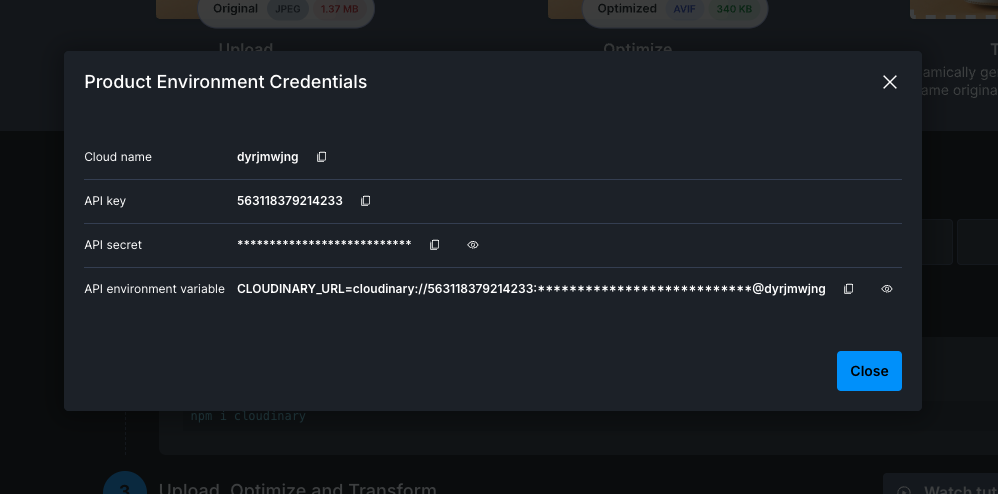 Original JPEG 1.37 MB
Optimized AVIF 340 KB
Upload
Optimize
Product Environment Credentials
amically ge
ame origina
Cloud name dyrjmwjng
API key 563118379214233
API secret ***************************
API environment variable CLOUDINARY_URL=cloudinary://563118379214233:***************************@dyrjmwjng
Close
npm i cloudinary
3 Upload, Optimize and Transform
Watch tut